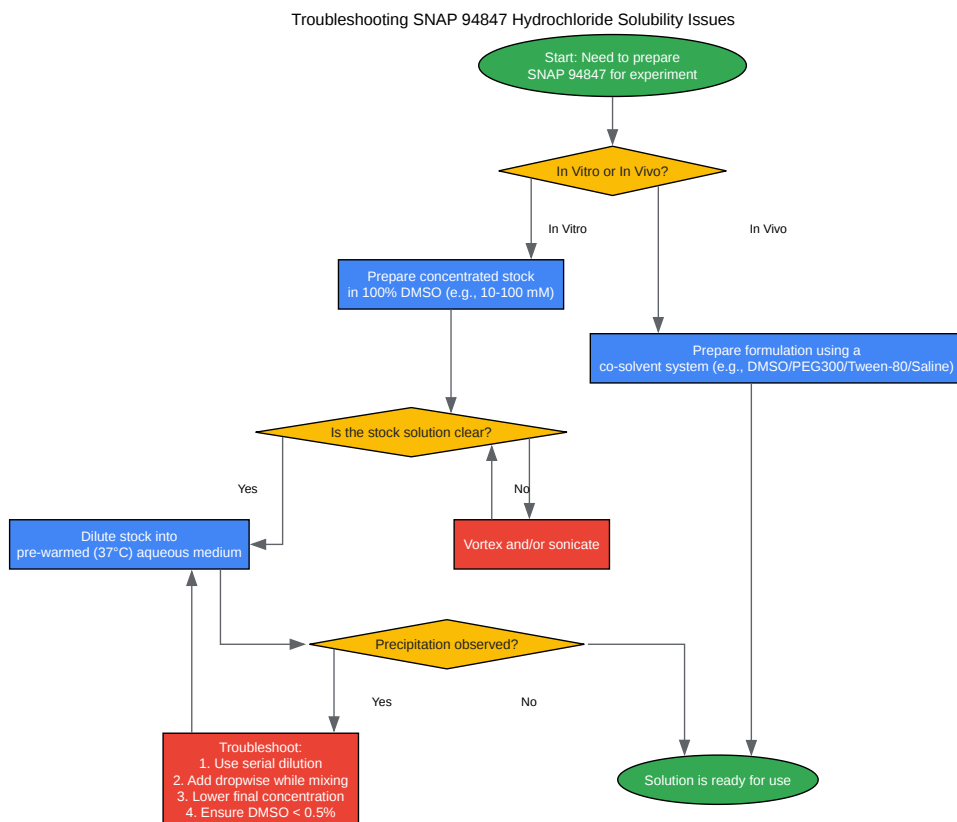 Troubleshooting SNAP 94847 Hydrochloride Solubility Issues
Start: Need to prepare
SNAP 94847 for experiment
In Vitro or In Vivo?
In Vitro
In Vivo
Prepare concentrated stock
in 100% DMSO (e.g., 10-100 mM)
Prepare formulation using a
co-solvent system (e.g., DMSO/PEG300/Tween-80/Saline)
Is the stock solution clear?
Yes
No
Dilute stock into
pre-warmed (37°C) aqueous medium
Vortex and/or sonicate
Precipitation observed?
Yes
No
Troubleshoot:
1. Use serial dilution
2. Add dropwise while mixing
3. Lower final concentration
4. Ensure DMSO < 0.5%
Solution is ready for use